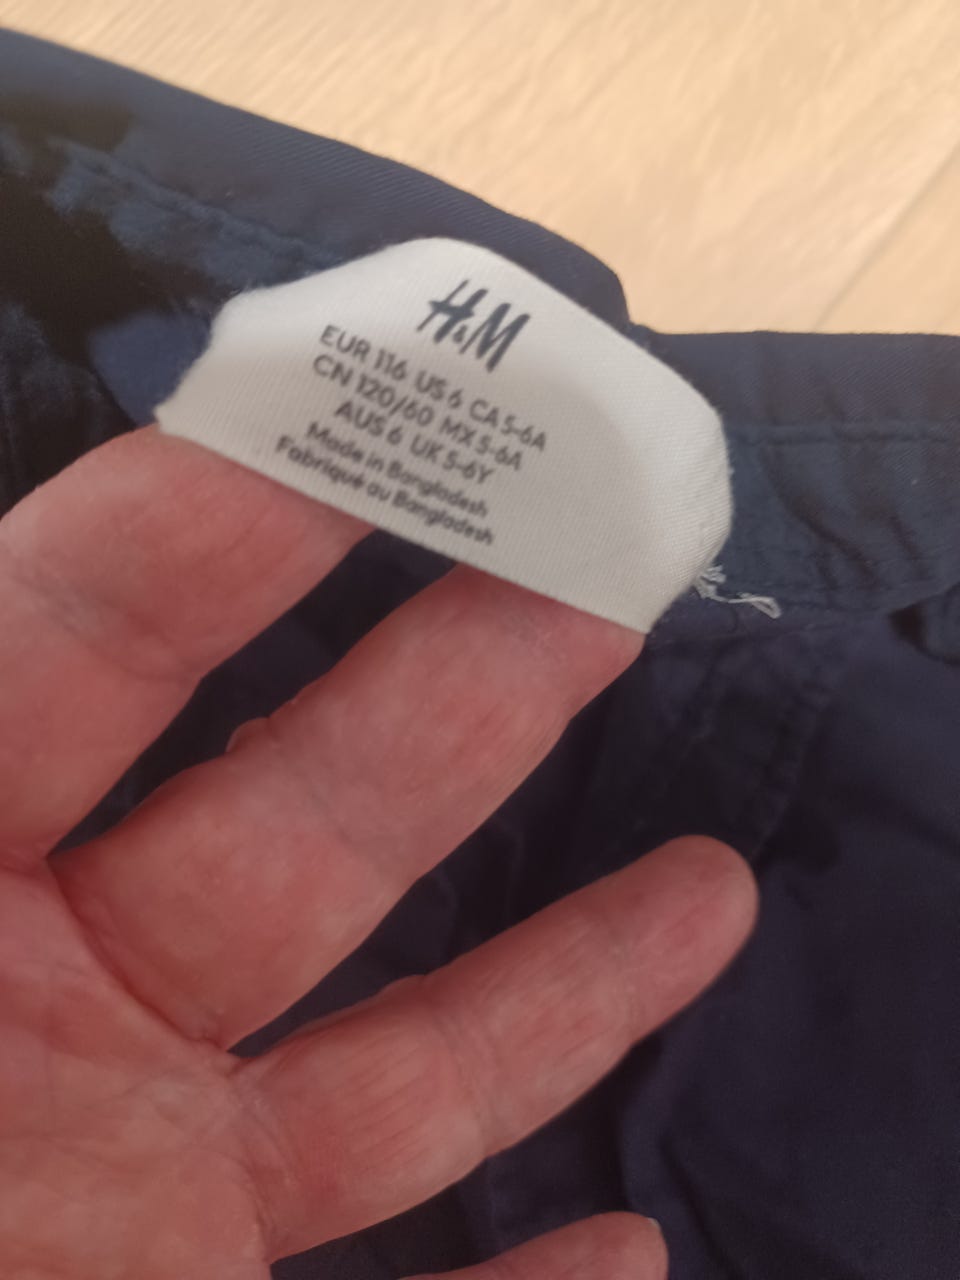 H&M
EUR 116 US 6 CA 5-6A
CN 120/60 MX 5-6A
AUS 6 UK 5-6Y
Made in Bangladesh
Fabriqué au Bangladesh